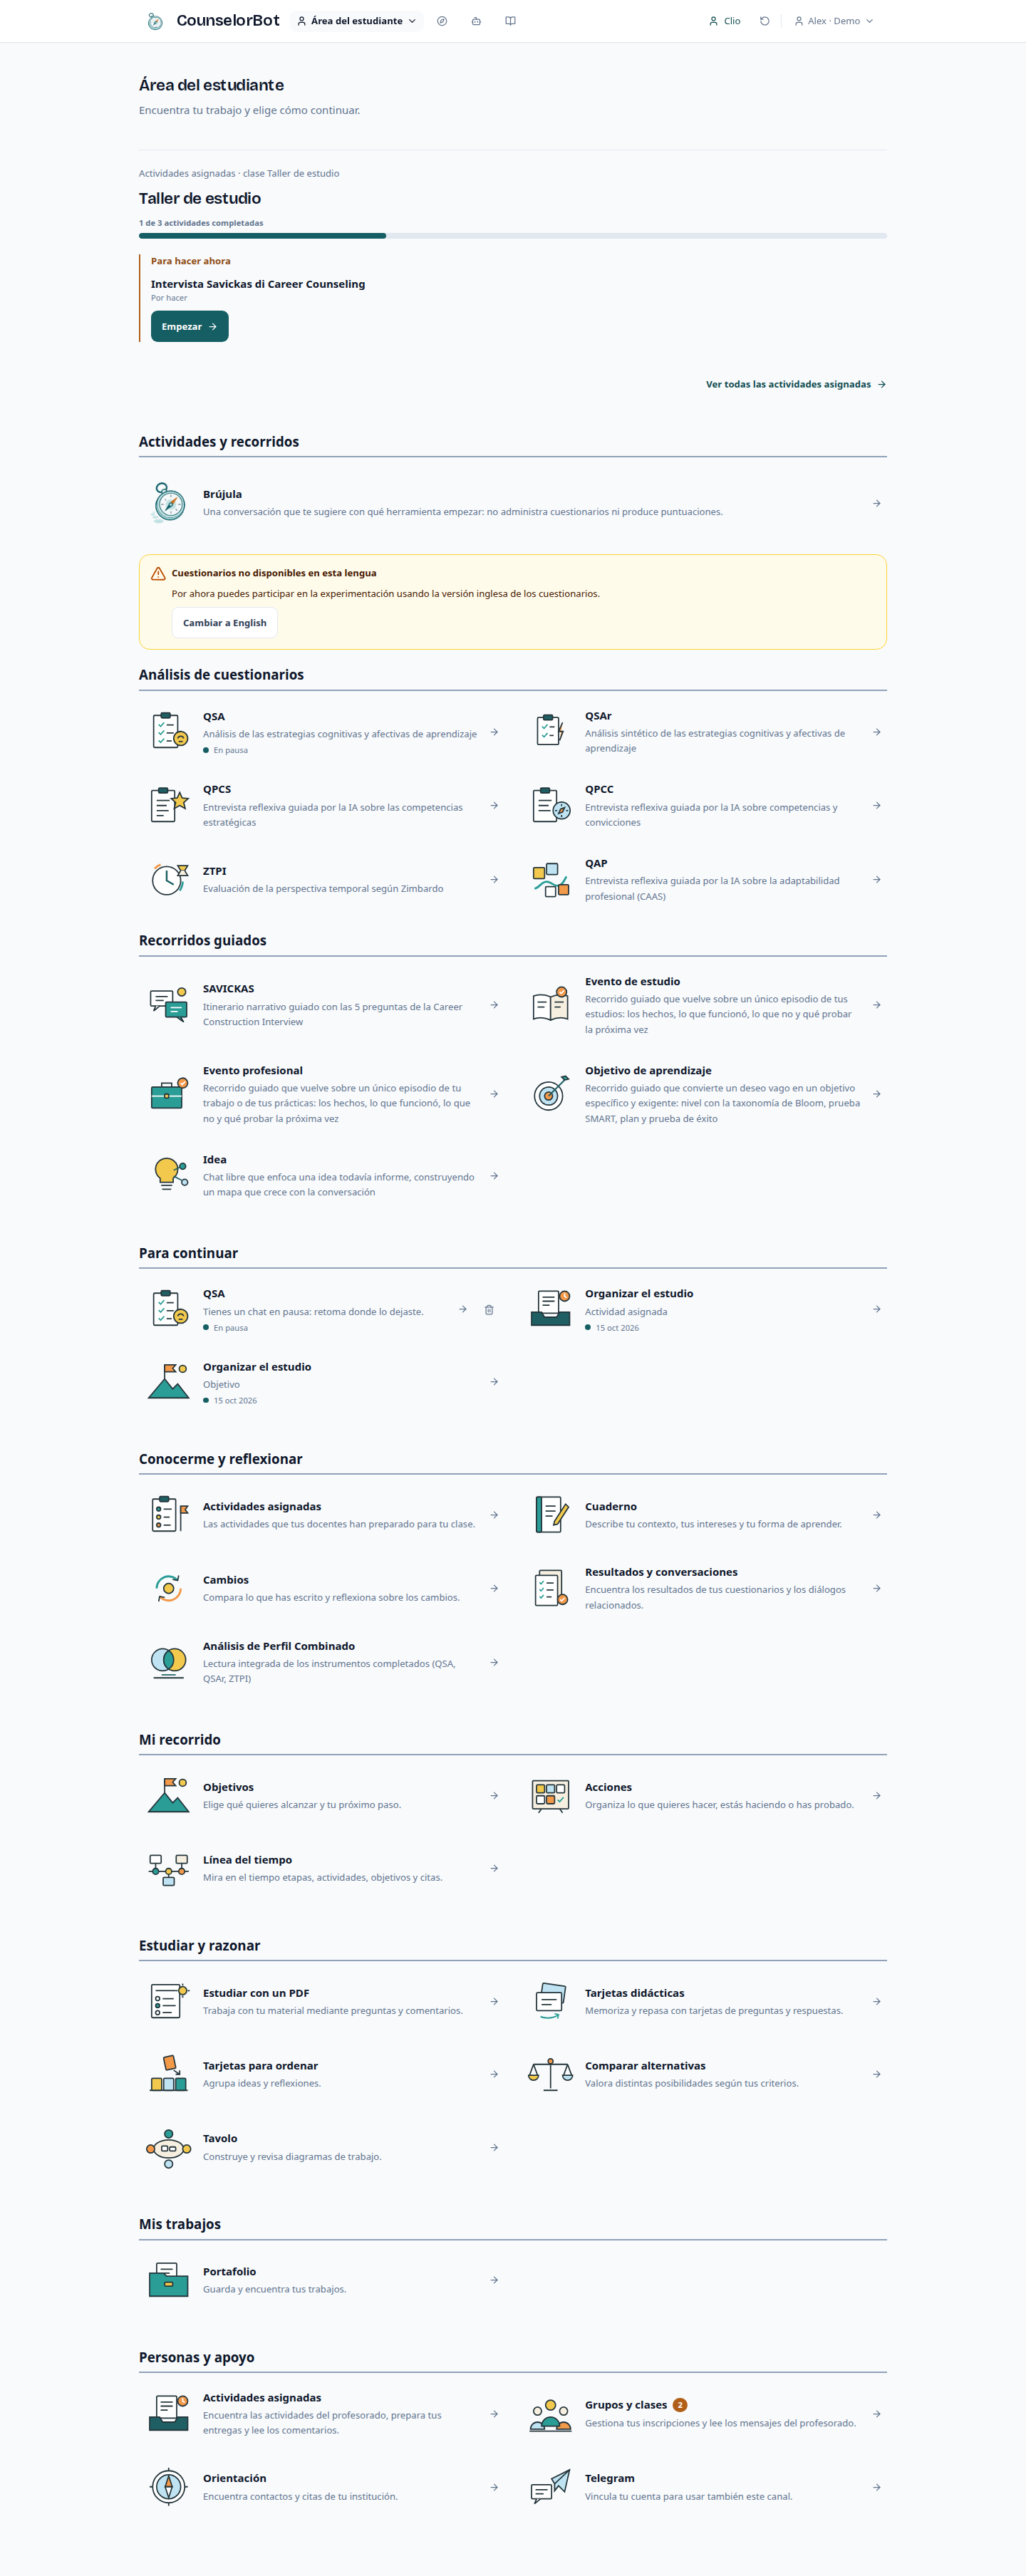 CounselorBot
Área del estudiante
Clio
Alex · Demo
Área del estudiante
Encuentra tu trabajo y elige cómo continuar.
Actividades asignadas · clase Taller de estudio
Taller de estudio
1 de 3 actividades completadas
Para hacer ahora
Intervista Savickas di Career Counseling
Por hacer
Empezar
Ver todas las actividades asignadas
Actividades y recorridos
Brújula
Una conversación que te sugiere con qué herramienta empezar: no administra cuestionarios ni produce puntuaciones.
Cuestionarios no disponibles en esta lengua
Por ahora puedes participar en la experimentación usando la versión inglesa de los cuestionarios.
Cambiar a English
Análisis de cuestionarios
QSA
Análisis de las estrategias cognitivas y afectivas de aprendizaje
En pausa
QSAr
Análisis sintético de las estrategias cognitivas y afectivas de
aprendizaje
QPCS
Entrevista reflexiva guiada por la IA sobre las competencias
estratégicas
QPCC
Entrevista reflexiva guiada por la IA sobre competencias y
convicciones
ZTPI
Evaluación de la perspectiva temporal según Zimbardo
QAP
Entrevista reflexiva guiada por la IA sobre la adaptabilidad
profesional (CAAS)
Recorridos guiados
SAVICKAS
Itinerario narrativo guiado con las 5 preguntas de la Career
Construction Interview
Evento de estudio
Recorrido guiado que vuelve sobre un único episodio de tus
estudios: los hechos, lo que funcionó, lo que no y qué probar
la próxima vez
Evento profesional
Recorrido guiado que vuelve sobre un único episodio de tu
trabajo o de tus prácticas: los hechos, lo que funcionó, lo que
no y qué probar la próxima vez
Objetivo de aprendizaje
Recorrido guiado que convierte un deseo vago en un objetivo
específico y exigente: nivel con la taxonomía de Bloom, prueba
SMART, plan y prueba de éxito
Idea
Chat libre que enfoca una idea todavía informe, construyendo
un mapa que crece con la conversación
Para continuar
QSA
Tienes un chat en pausa: retoma donde lo dejaste.
En pausa
Organizar el estudio
Actividad asignada
15 oct 2026
Organizar el estudio
Objetivo
15 oct 2026
Conocerme y reflexionar
Actividades asignadas
Las actividades que tus docentes han preparado para tu clase.
Cuaderno
Describe tu contexto, tus intereses y tu forma de aprender.
Cambios
Compara lo que has escrito y reflexiona sobre los cambios.
Resultados y conversaciones
Encuentra los resultados de tus cuestionarios y los diálogos
relacionados.
Análisis de Perfil Combinado
Lectura integrada de los instrumentos completados (QSA,
QSAr, ZTPI)
Mi recorrido
Objetivos
Elige qué quieres alcanzar y tu próximo paso.
Acciones
Organiza lo que quieres hacer, estás haciendo o has probado.
Línea del tiempo
Mira en el tiempo etapas, actividades, objetivos y citas.
Estudiar y razonar
Estudiar con un PDF
Trabaja con tu material mediante preguntas y comentarios.
Tarjetas didácticas
Memoriza y repasa con tarjetas de preguntas y respuestas.
Tarjetas para ordenar
Agrupa ideas y reflexiones.
Comparar alternativas
Valora distintas posibilidades según tus criterios.
Tavolo
Construye y revisa diagramas de trabajo.
Mis trabajos
Portafolio
Guarda y encuentra tus trabajos.
Personas y apoyo
Actividades asignadas
Encuentra las actividades del profesorado, prepara tus
entregas y lee los comentarios.
Grupos y clases 2
Gestiona tus inscripciones y lee los mensajes del profesorado.
Orientación
Encuentra contactos y citas de tu institución.
Telegram
Vincula tu cuenta para usar también este canal.